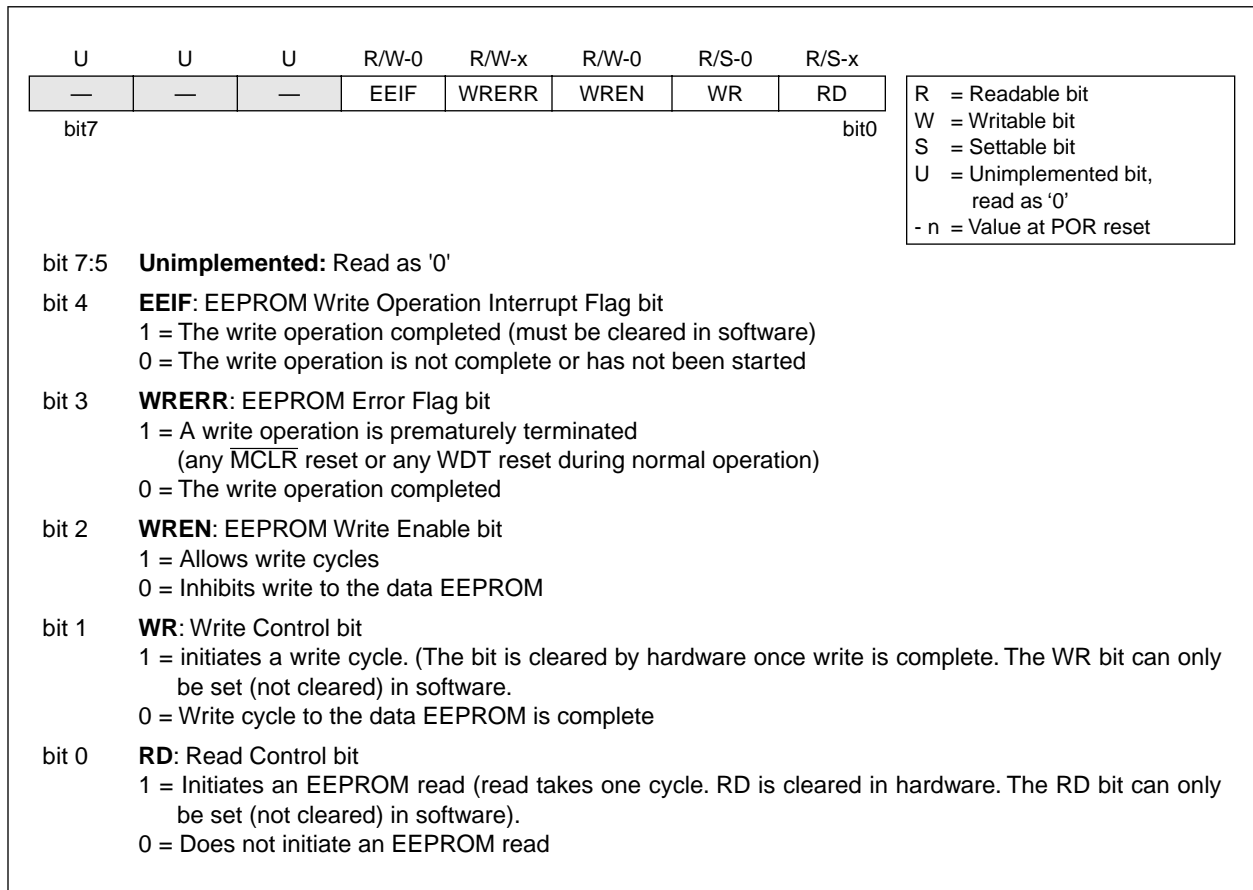 U U U R/W-0 R/W-x R/W-0 R/S-0 R/S-x
— — — EEIF WRERR WREN WR RD
bit7 bit0
R = Readable bit
W = Writable bit
S = Settable bit
U = Unimplemented bit,
read as ‘0’
- n = Value at POR reset
bit 7:5 Unimplemented: Read as '0'
bit 4 EEIF: EEPROM Write Operation Interrupt Flag bit
1 = The write operation completed (must be cleared in software)
0 = The write operation is not complete or has not been started
bit 3 WRERR: EEPROM Error Flag bit
1 = A write operation is prematurely terminated
(any M̅C̅L̅R̅ reset or any WDT reset during normal operation)
0 = The write operation completed
bit 2 WREN: EEPROM Write Enable bit
1 = Allows write cycles
0 = Inhibits write to the data EEPROM
bit 1 WR: Write Control bit
1 = initiates a write cycle. (The bit is cleared by hardware once write is complete. The WR bit can only
be set (not cleared) in software.
0 = Write cycle to the data EEPROM is complete
bit 0 RD: Read Control bit
1 = Initiates an EEPROM read (read takes one cycle. RD is cleared in hardware. The RD bit can only
be set (not cleared) in software).
0 = Does not initiate an EEPROM read